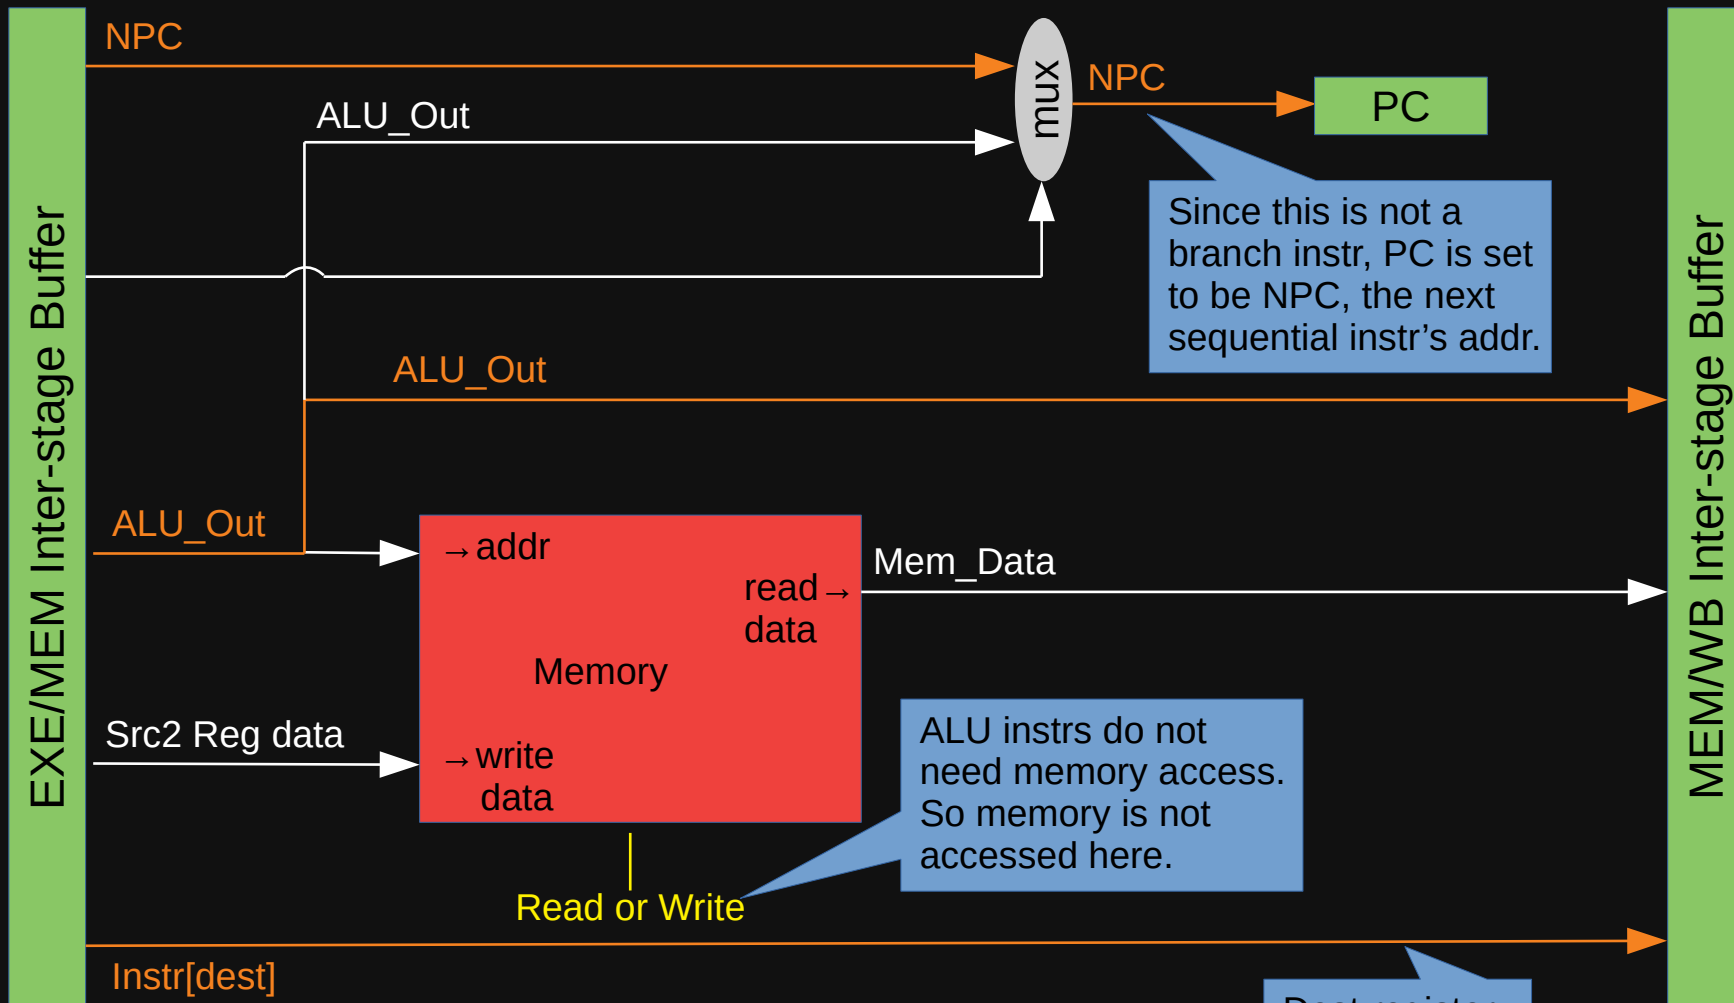 NPC
ALU_Out
mux
NPC
PC
Since this is not a
branch instr, PC is set
to be NPC, the next
sequential instr’s addr.
EXE/MEM Inter-stage Buffer
MEM/WB Inter-stage Buffer
ALU_Out
ALU_Out
→addr
read→
data
Mem_Data
Memory
Src2 Reg data
→write
data
ALU instrs do not
need memory access.
So memory is not
accessed here.
Read or Write
Instr[dest]
Dest register